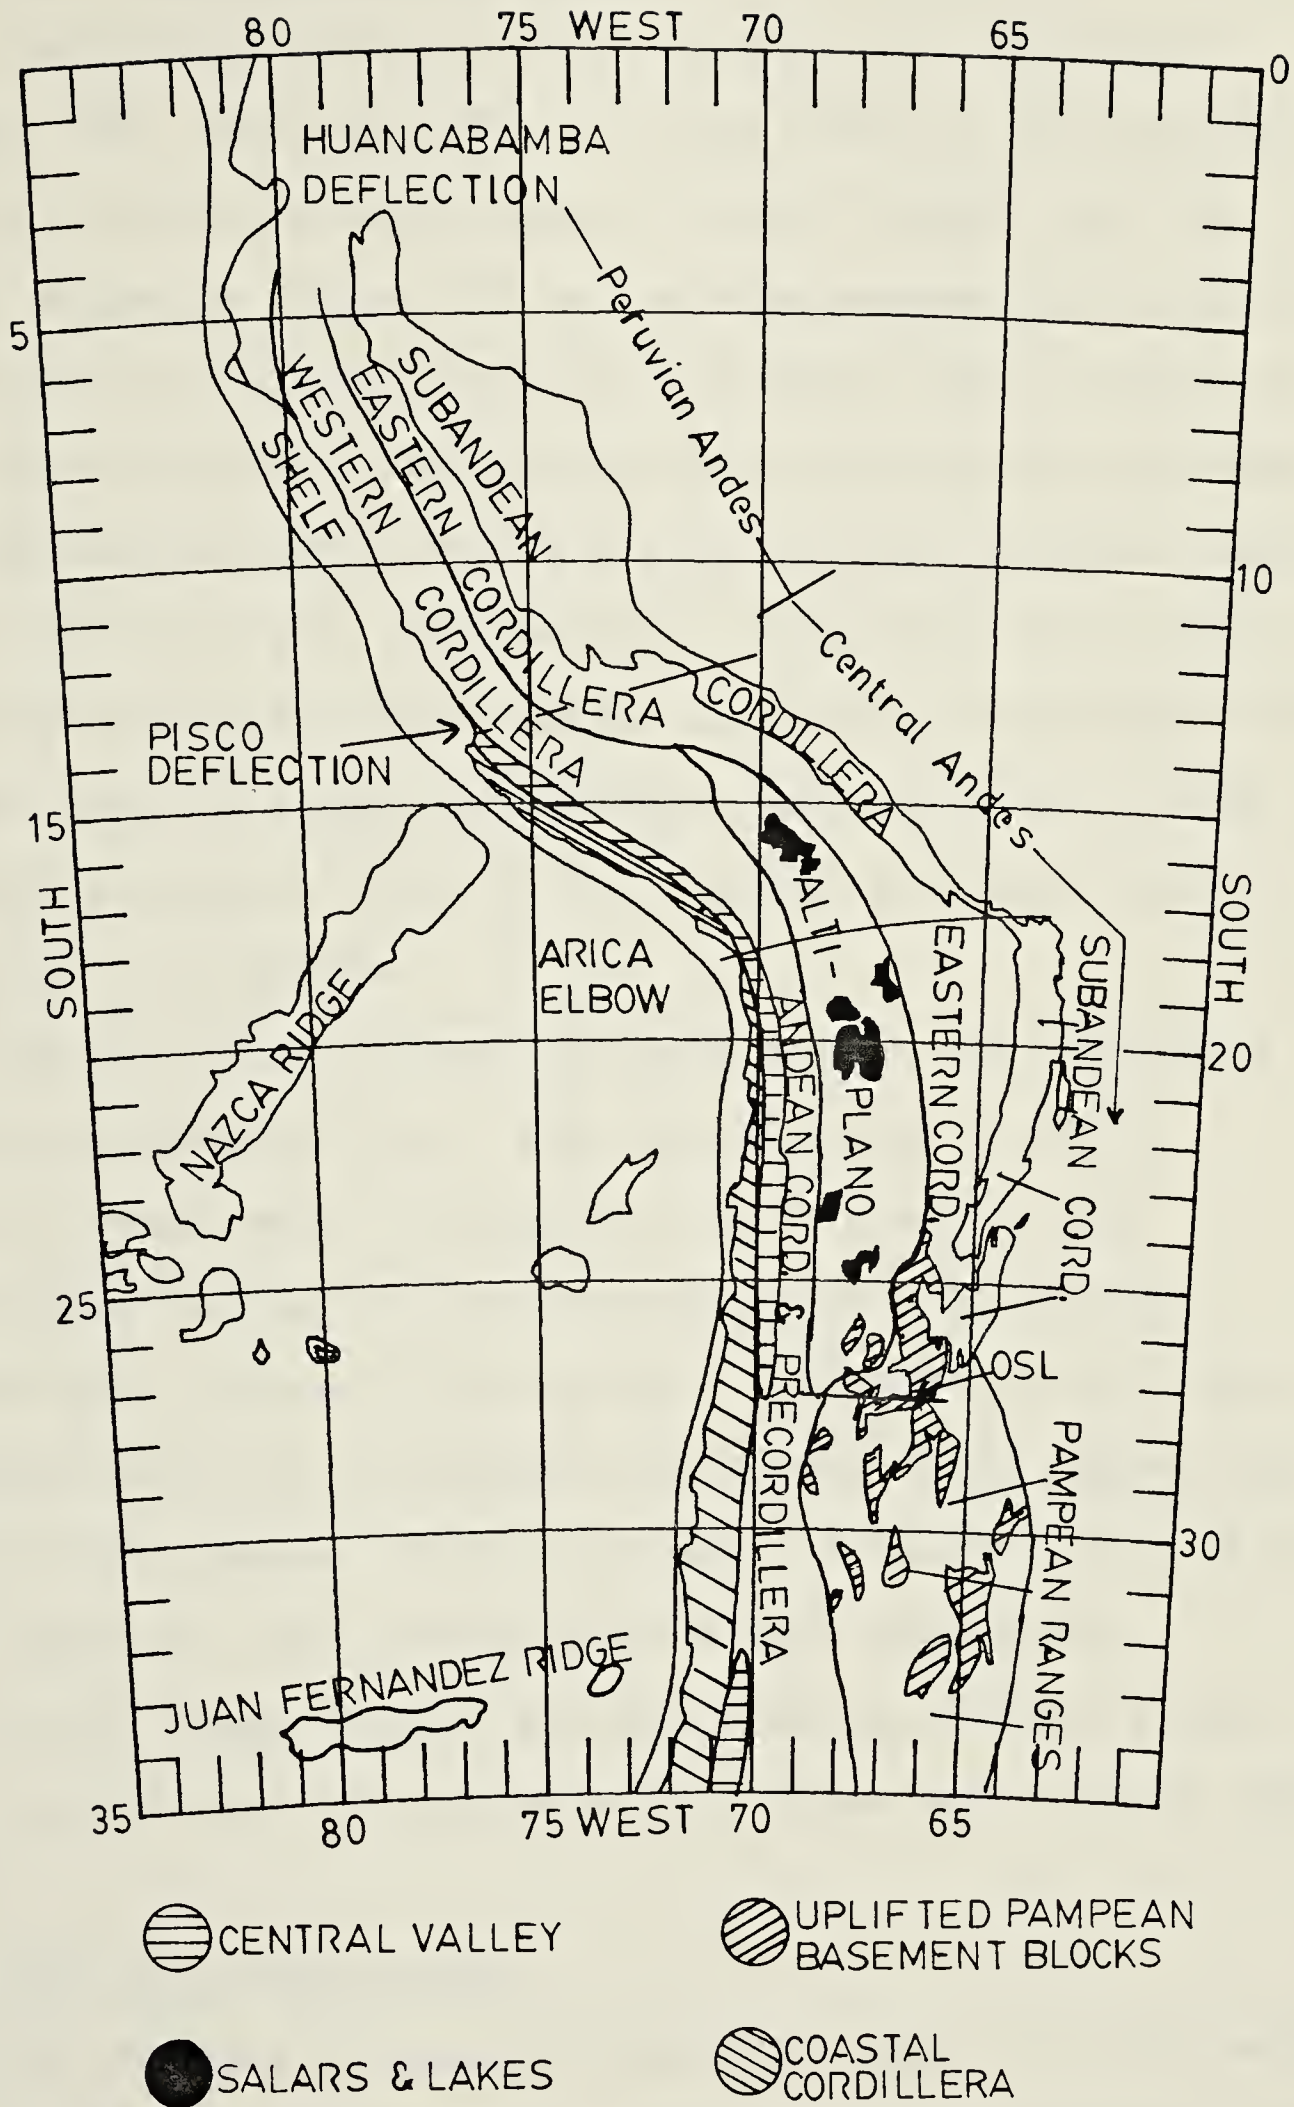 80 75 WEST 70 65
0
HUANCABAMBA
DEFLECTION
Peruvian Andes
5
SUBANDEAN
EASTERN
WESTERN
SHELF
10
CORDILLERA
CORDILLERA
CORDILLERA
Central Andes
PISCO
DEFLECTION
15
SOUTH
SOUTH
ALTI-
PLANO
ARICA
ELBOW
EASTERN CORD.
SUBANDEAN CORD.
NAZCA RIDGE
20
ANDEAN CORD. & PRECORDILLERA
25
OSL
PAMPEAN RANGES
30
JUAN FERNANDEZ RIDGE
35
80 75 WEST 70 65
CENTRAL VALLEY
UPLIFTED PAMPEAN
BASEMENT BLOCKS
SALARS & LAKES
COASTAL
CORDILLERA